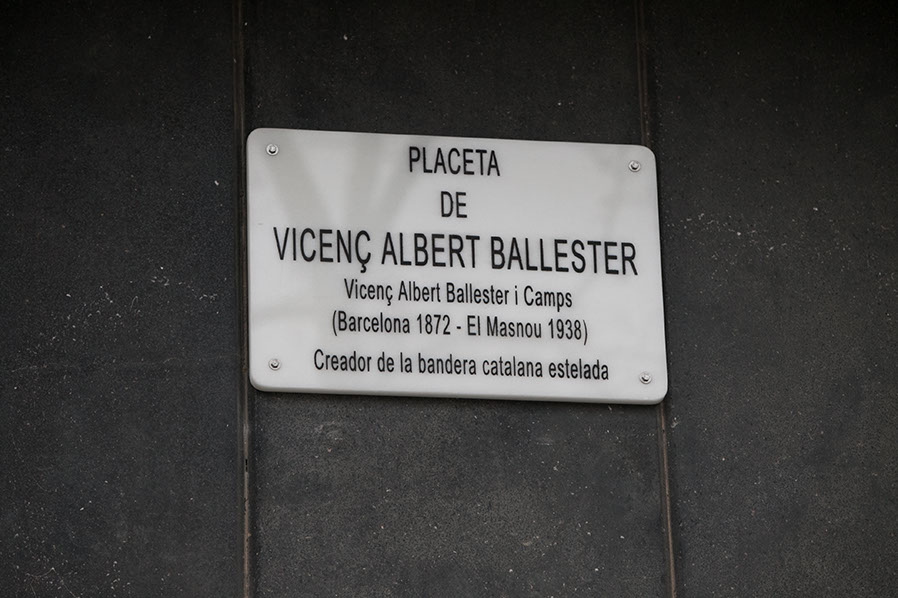 PLACETA
DE
VICENÇ ALBERT BALLESTER
Vicenç Albert Ballester i Camps
(Barcelona 1872 - El Masnou 1938)
Creador de la bandera catalana estelada